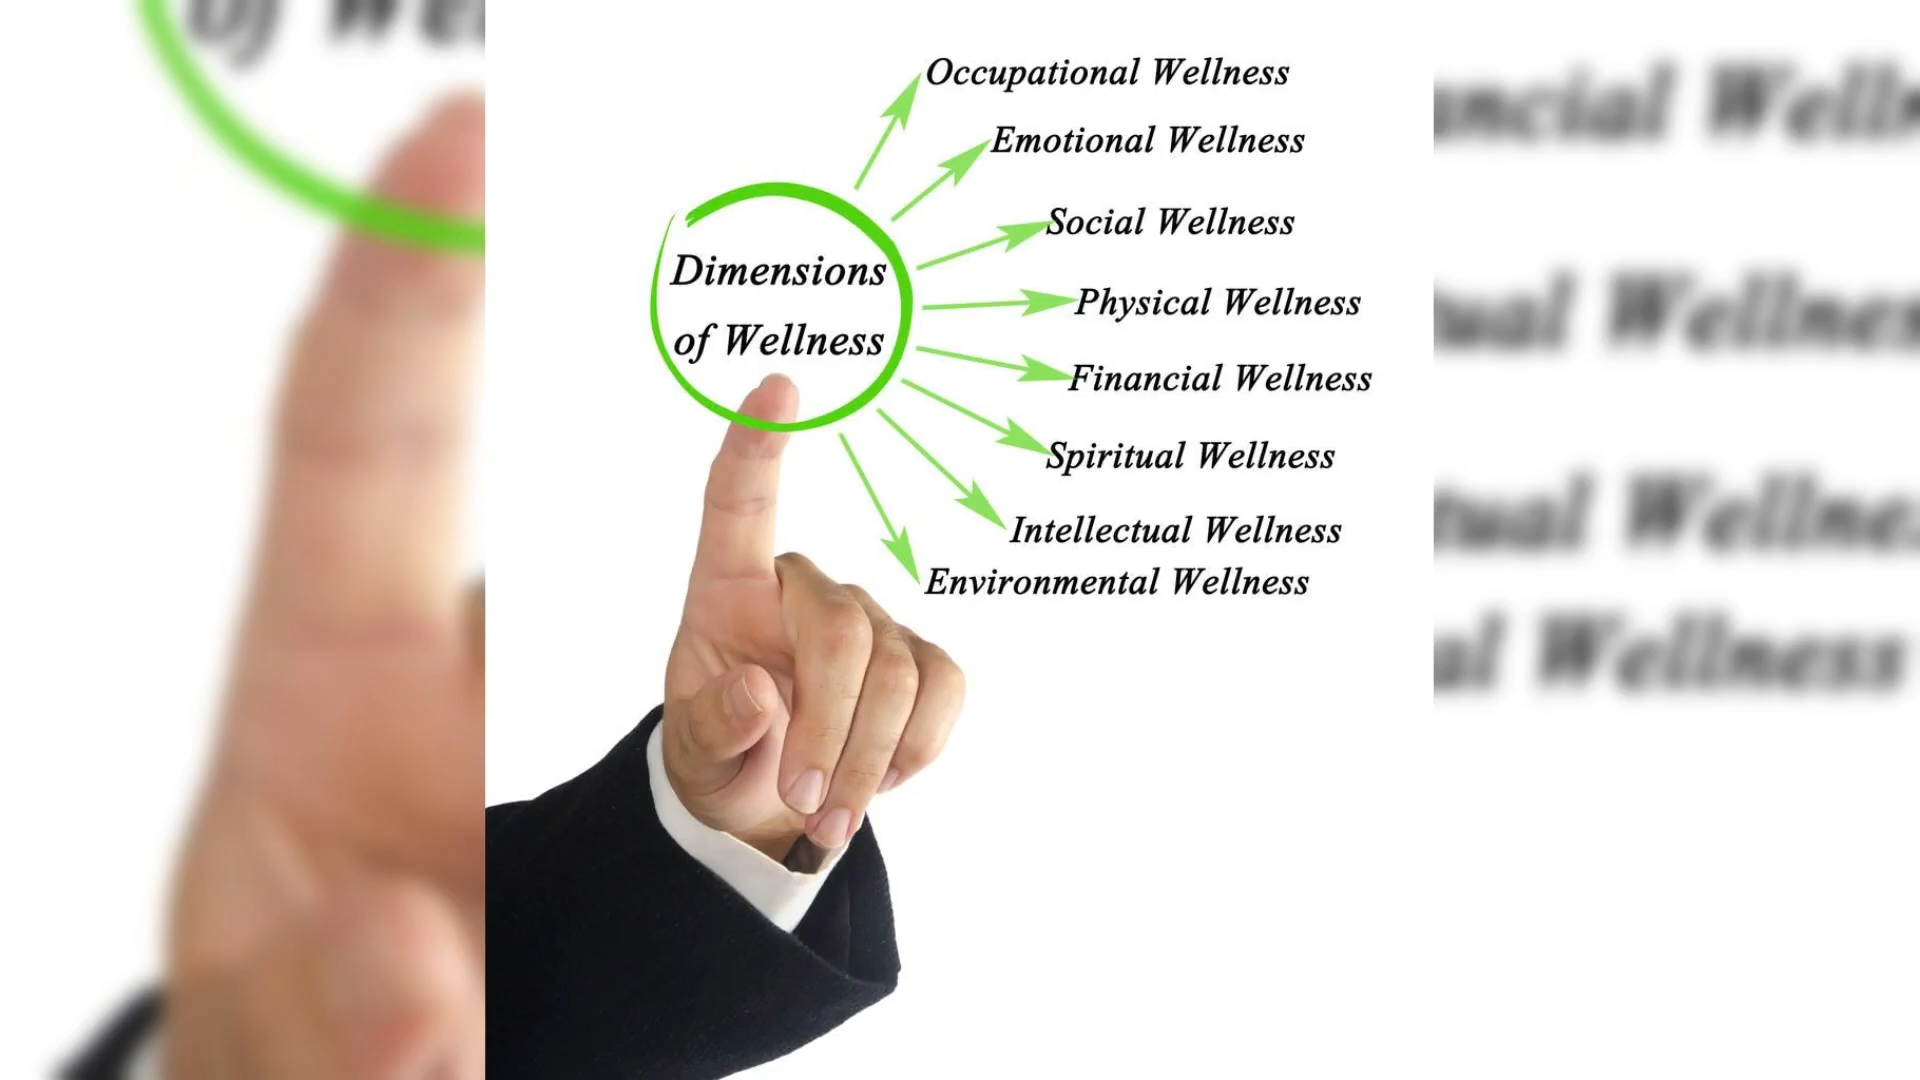 Occupational Wellness
Emotional Wellness
Social Wellness
Dimensions
of Wellness
Physical Wellness
Financial Wellness
Spiritual Wellness
Intellectual Wellness
Environmental Wellness